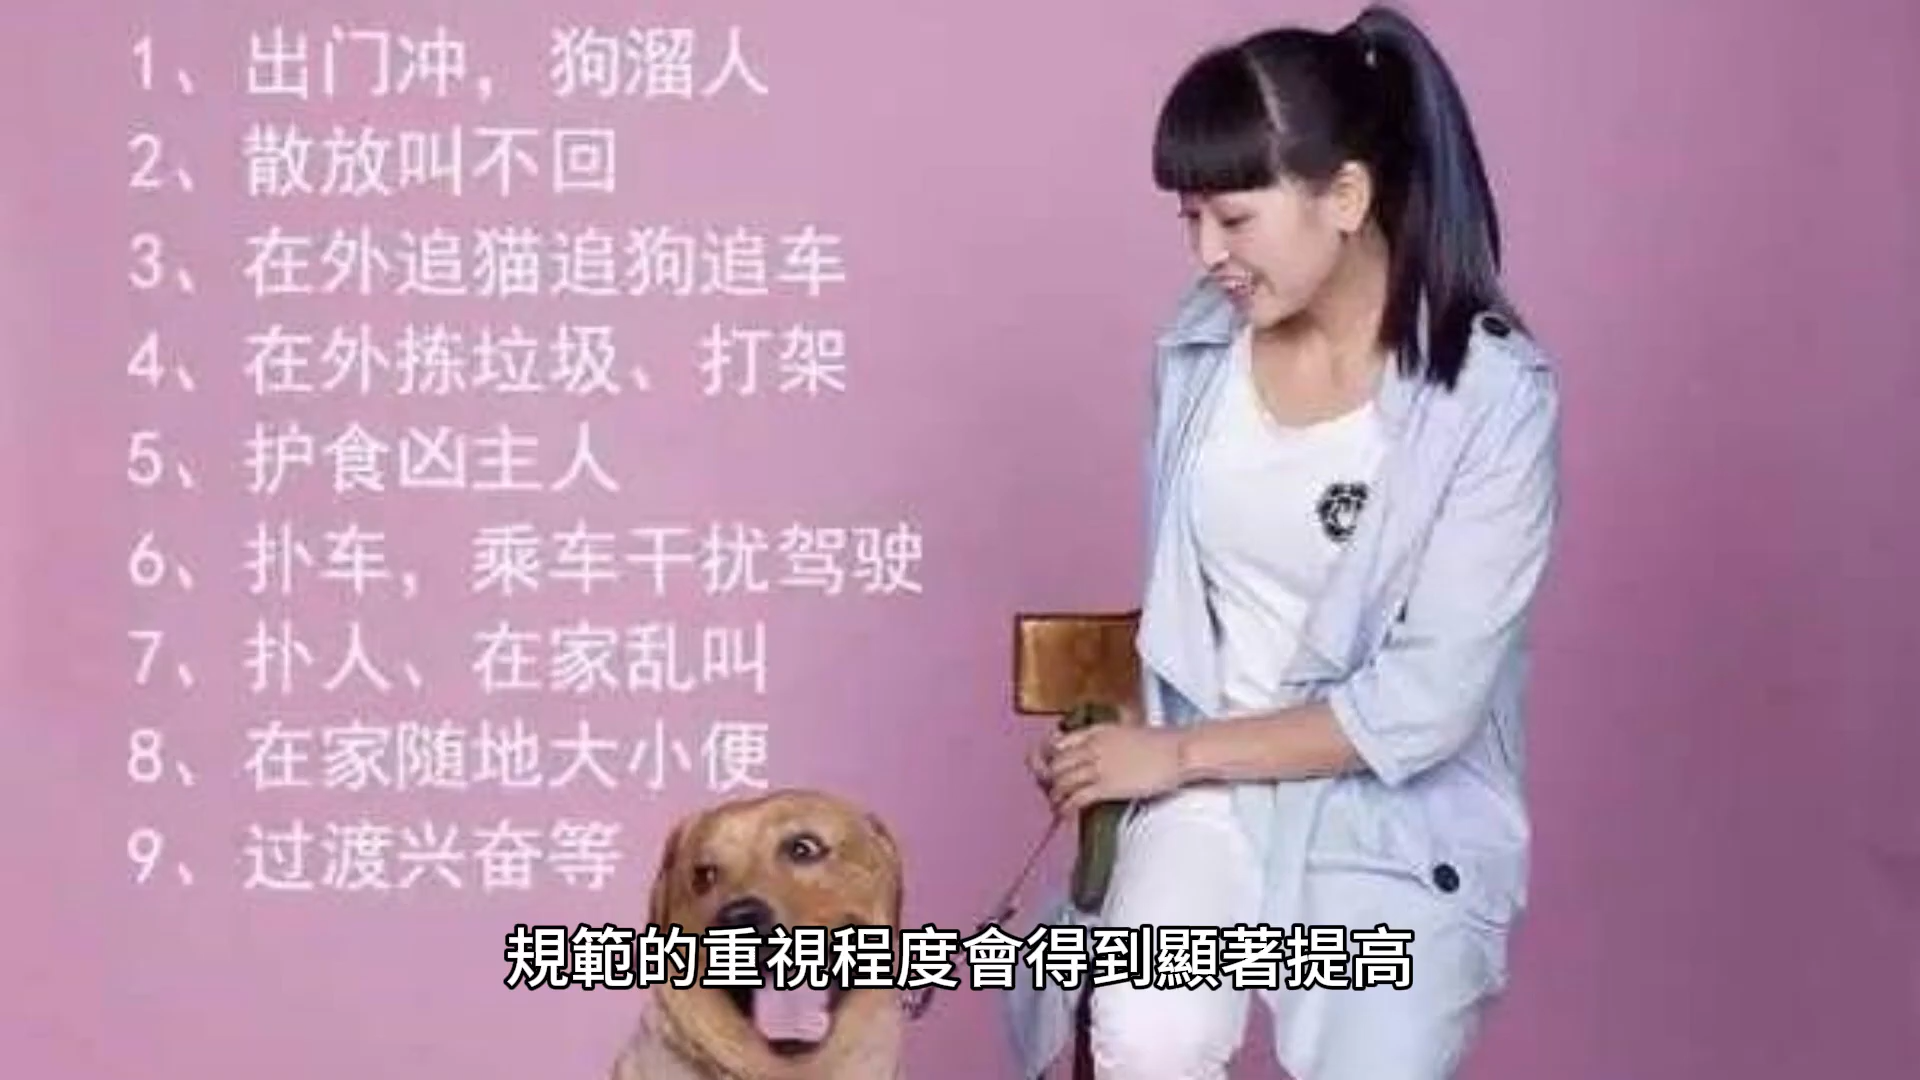 1、出门冲，狗溜人
2、散放叫不回
3、在外追猫追狗追车
4、在外拣垃圾、打架
5、护食凶主人
6、扑车，乘车干扰驾驶
7、扑人、在家乱叫
8、在家随地大小便
9、过渡兴奋等
規範的重視程度會得到顯著提高